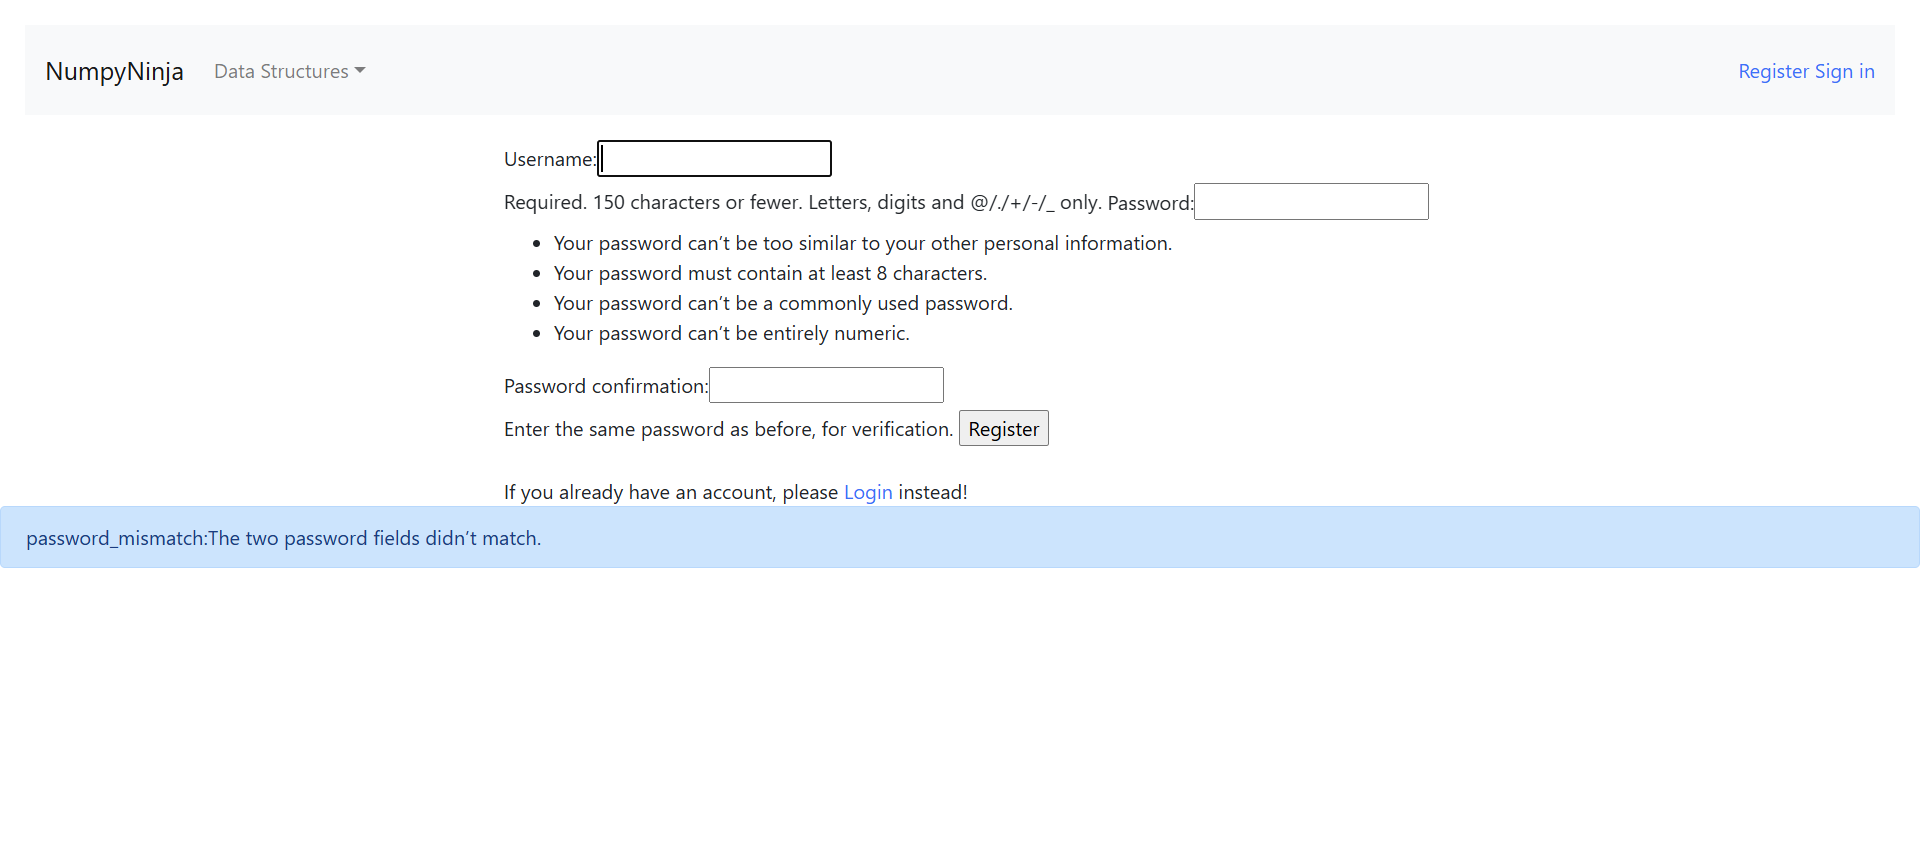 NumpyNinja Data Structures Register Sign in
Username:
Required. 150 characters or fewer. Letters, digits and @/./+/-/_ only. Password:
• Your password can’t be too similar to your other personal information.
• Your password must contain at least 8 characters.
• Your password can’t be a commonly used password.
• Your password can’t be entirely numeric.
Password confirmation:
Enter the same password as before, for verification. Register
If you already have an account, please Login instead!
password_mismatch:The two password fields didn’t match.